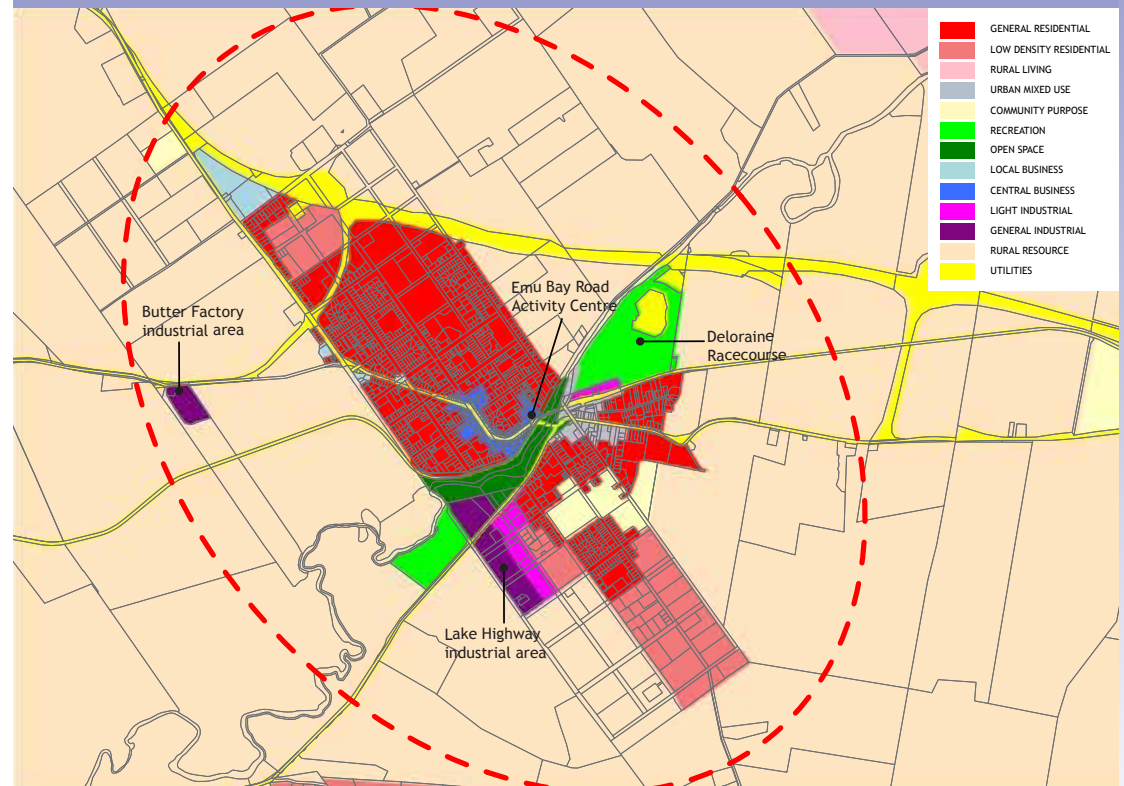 GENERAL RESIDENTIAL
LOW DENSITY RESIDENTIAL
RURAL LIVING
URBAN MIXED USE
COMMUNITY PURPOSE
RECREATION
OPEN SPACE
LOCAL BUSINESS
CENTRAL BUSINESS
LIGHT INDUSTRIAL
GENERAL INDUSTRIAL
RURAL RESOURCE
UTILITIES
Emu Bay Road
Activity Centre
Butter Factory
industrial area
Deloraine
Racecourse
Lake Highway
industrial area